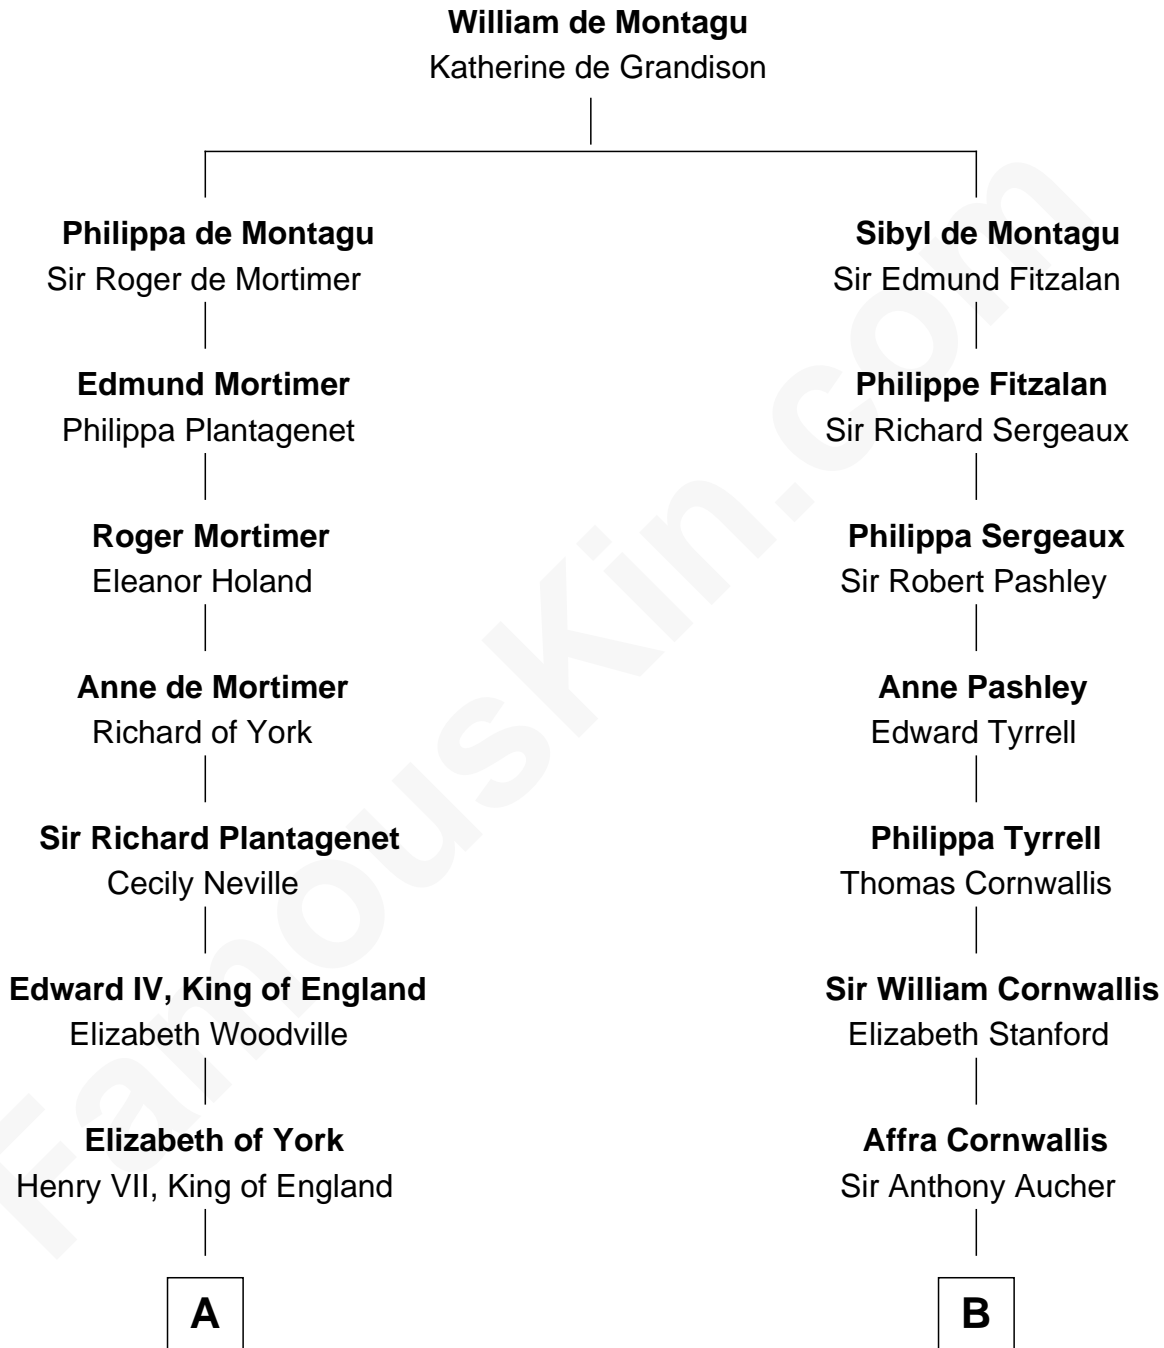 William de Montagu
Katherine de Grandison
Philippa de Montagu
Sir Roger de Mortimer
Sibyl de Montagu
Sir Edmund Fitzalan
Edmund Mortimer
Philippa Plantagenet
Philippe Fitzalan
Sir Richard Sergeaux
Roger Mortimer
Eleanor Holand
Philippa Sergeaux
Sir Robert Pashley
Anne de Mortimer
Richard of York
Anne Pashley
Edward Tyrrell
Sir Richard Plantagenet
Cecily Neville
Philippa Tyrrell
Thomas Cornwallis
Edward IV, King of England
Elizabeth Woodville
Sir William Cornwallis
Elizabeth Stanford
Elizabeth of York
Henry VII, King of England
Affra Cornwallis
Sir Anthony Aucher
A
B
FamousKin.com